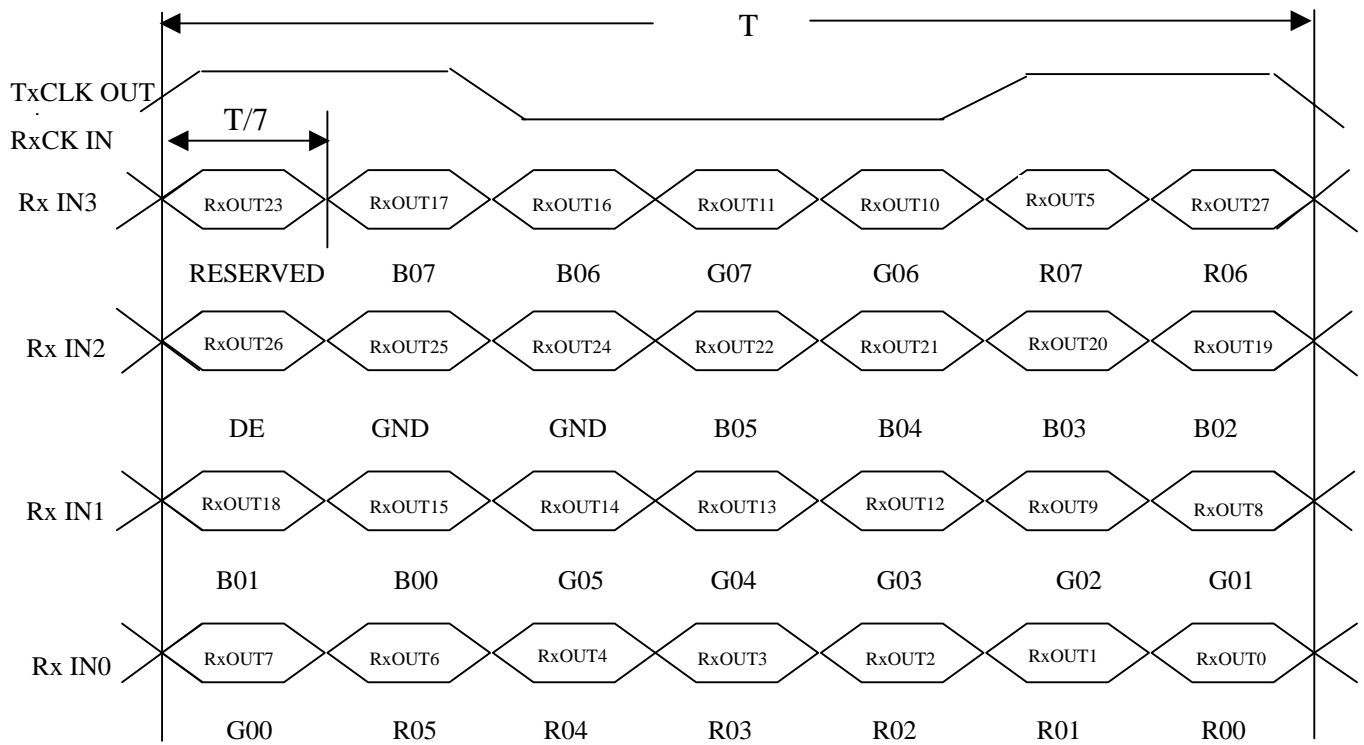 T
TxCLK OUT
RxCK IN
T/7
Rx IN3 RxOUT23 RxOUT17 RxOUT16 RxOUT11 RxOUT10 RxOUT5 RxOUT27
RESERVED B07 B06 G07 G06 R07 R06
Rx IN2 RxOUT26 RxOUT25 RxOUT24 RxOUT22 RxOUT21 RxOUT20 RxOUT19
DE GND GND B05 B04 B03 B02
Rx IN1 RxOUT18 RxOUT15 RxOUT14 RxOUT13 RxOUT12 RxOUT9 RxOUT8
B01 B00 G05 G04 G03 G02 G01
Rx IN0 RxOUT7 RxOUT6 RxOUT4 RxOUT3 RxOUT2 RxOUT1 RxOUT0
G00 R05 R04 R03 R02 R01 R00